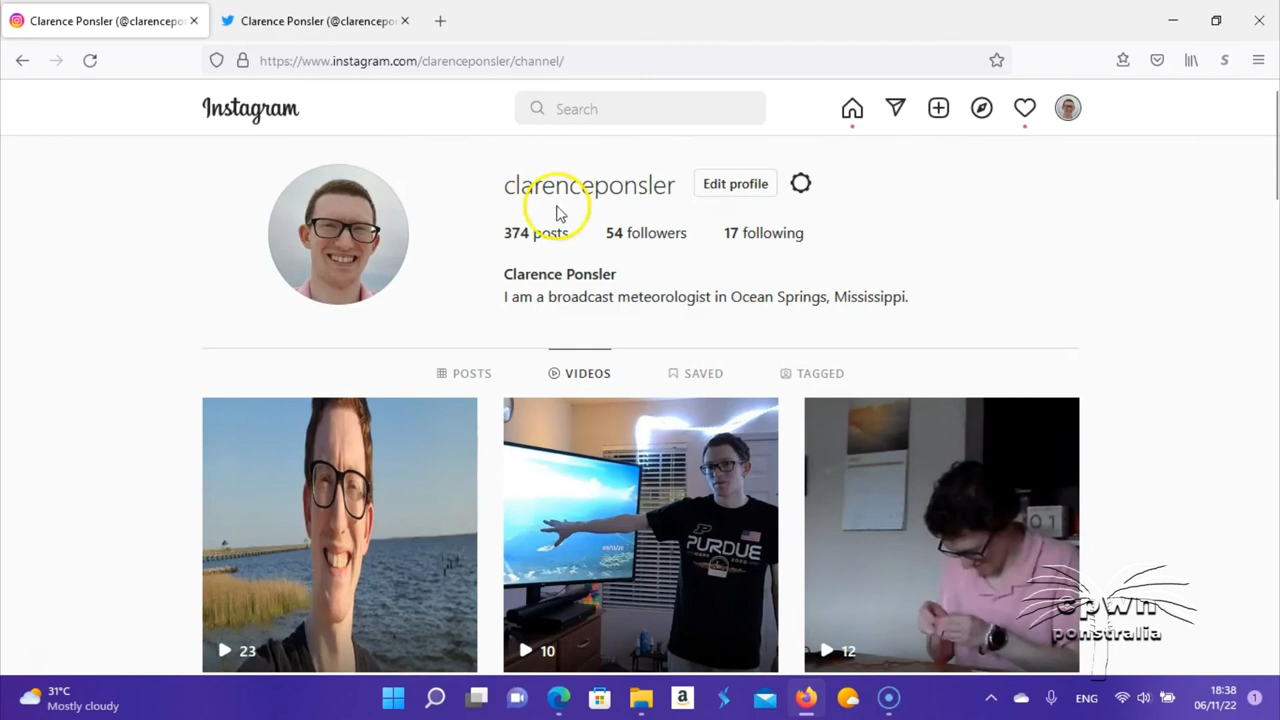 Clarence Ponsler (@clarencepo
Clarence Ponsler (@clarencepo
https://www.instagram.com/clarenceponsler/channel/
Instagram
Search
clarenceponsler
Edit profile
374 posts
54 followers
17 following
Clarence Ponsler
I am a broadcast meteorologist in Ocean Springs, Mississippi.
POSTS
VIDEOS
SAVED
TAGGED
PURDUE
23
10
12
cpwn
ponstralia
31°C
Mostly cloudy
ENG
18:38
06/11/22
1